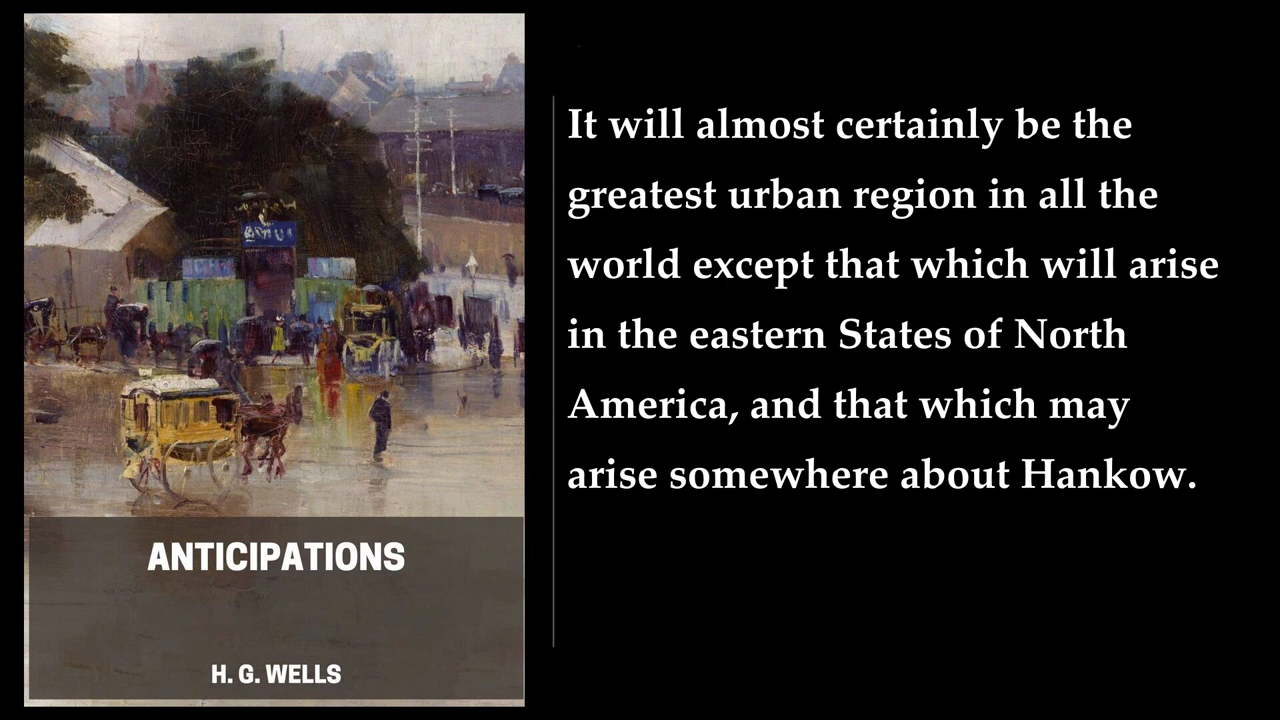 ANTICIPATIONS
H. G. WELLS
It will almost certainly be the
greatest urban region in all the
world except that which will arise
in the eastern States of North
America, and that which may
arise somewhere about Hankow.